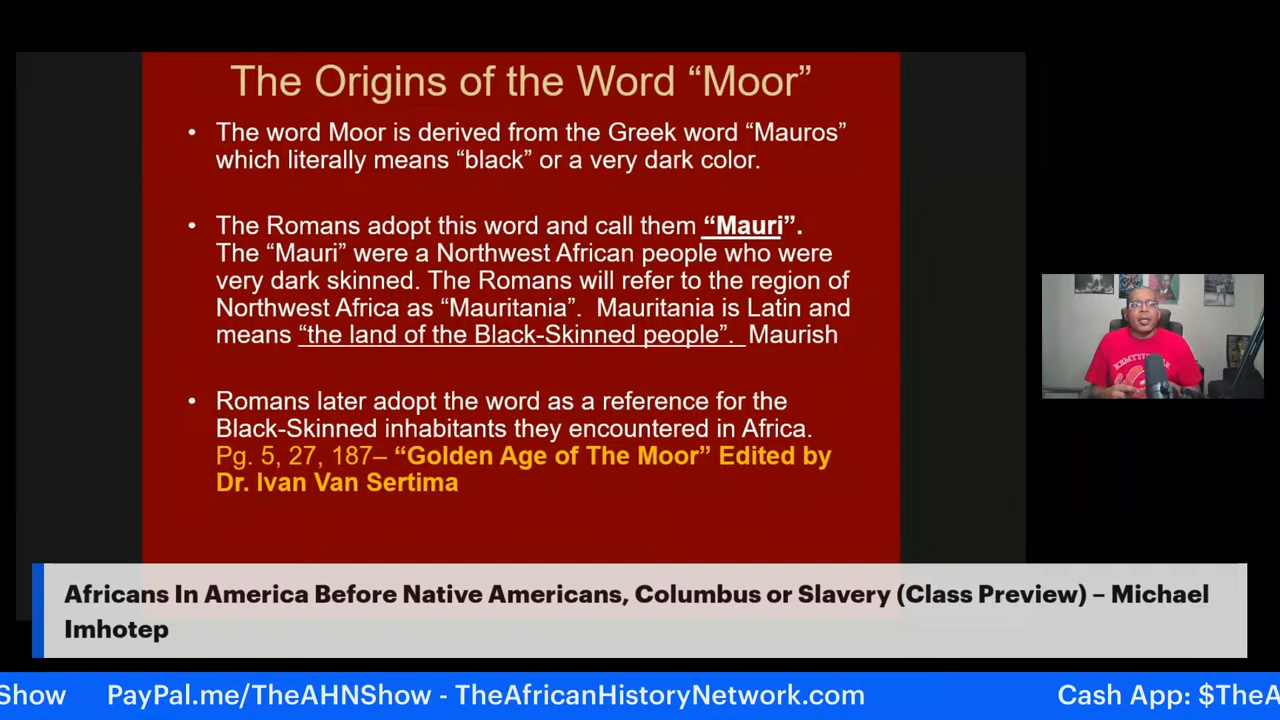 The Origins of the Word “Moor”
• The word Moor is derived from the Greek word “Mauros”
which literally means “black” or a very dark color.
• The Romans adopt this word and call them “Mauri”.
The “Mauri” were a Northwest African people who were
very dark skinned. The Romans will refer to the region of
Northwest Africa as “Mauritania”. Mauritania is Latin and
means “the land of the Black-Skinned people”. Maurish
• Romans later adopt the word as a reference for the
Black-Skinned inhabitants they encountered in Africa.
Pg. 5, 27, 187– “Golden Age of The Moor” Edited by
Dr. Ivan Van Sertima
Africans In America Before Native Americans, Columbus or Slavery (Class Preview) – Michael
Imhotep
Show PayPal.me/TheAHNShow - TheAfricanHistoryNetwork.com Cash App: $TheA